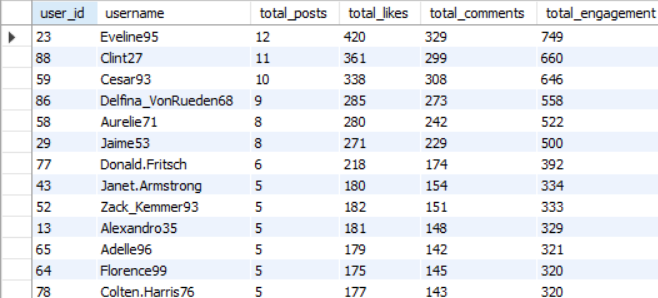 user_id username total_posts total_likes total_comments total_engagement
23 Eveline95 12 420 329 749
88 Clint27 11 361 299 660
59 Cesar93 10 338 308 646
86 Delfina_VonRueden68 9 285 273 558
58 Aurelie71 8 280 242 522
29 Jaime53 8 271 229 500
77 Donald.Fritsch 6 218 174 392
43 Janet.Armstrong 5 180 154 334
52 Zack_Kemmer93 5 182 151 333
13 Alexandro35 5 181 148 329
65 Adelle96 5 179 142 321
64 Florence99 5 175 145 320
78 Colten.Harris76 5 177 143 320